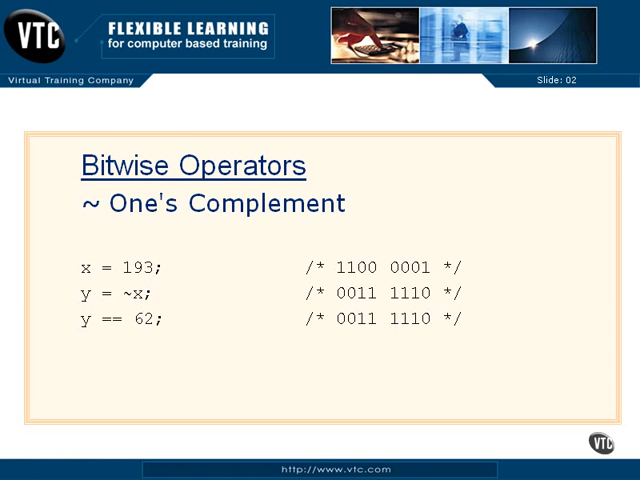 VTC
FLEXIBLE LEARNING
for computer based training
Virtual Training Company
Slide: 02
Bitwise Operators
~ One's Complement
x = 193; /* 1100 0001 */
y = ~x; /* 0011 1110 */
y == 62; /* 0011 1110 */
VTC
http://www.vtc.com